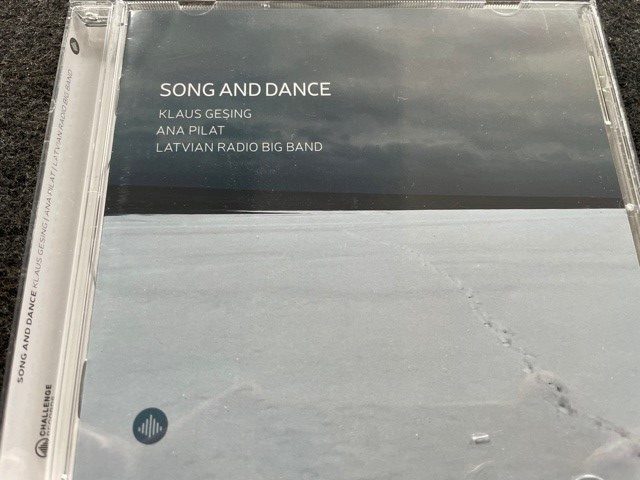 SONG AND DANCE
KLAUS GESING
ANA PILAT
LATVIAN RADIO BIG BAND
SONG AND DANCE KLAUS GESING / ANA PILAT / LATVIAN RADIO BIG BAND
CHALLENGE
RECORDS